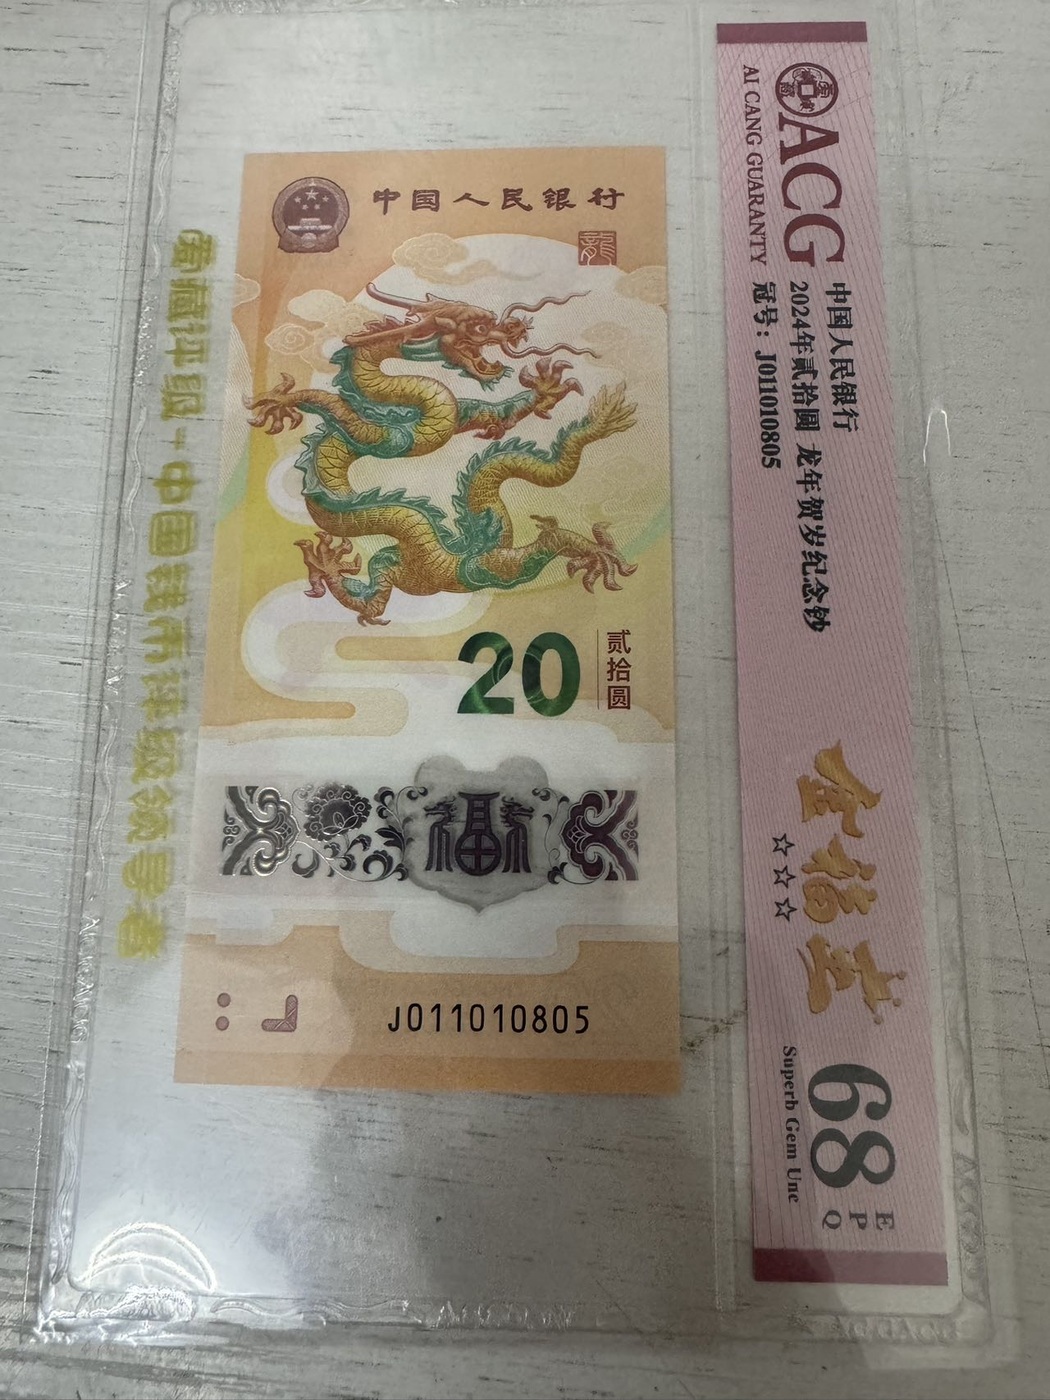 中国人民银行
龍
20
贰拾圆
福
J011010805
ACG
AI CANG GUARANTY
中国人民银行
2024年贰拾圆 龙年贺岁纪念钞
冠号：J011010805
金福王
☆☆☆
68
EPQ
Superb Gem Unc
爱藏评级-中国钱币评级领导者